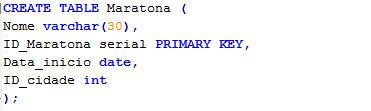 CREATE TABLE Maratona (
Nome varchar(30),
ID_Maratona serial PRIMARY KEY,
Data_inicio date,
ID_cidade int
);